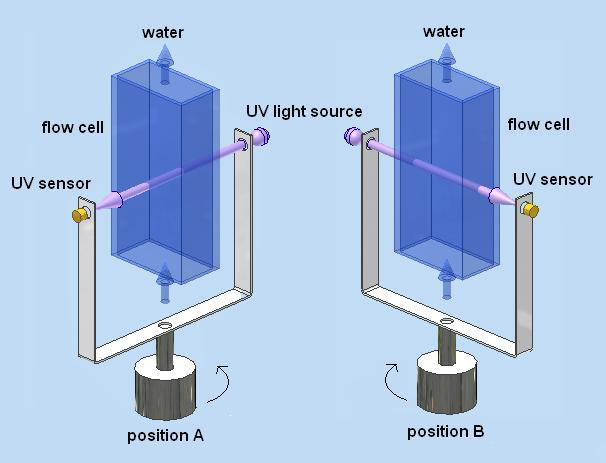 water
water
UV light source
flow cell
flow cell
UV sensor
UV sensor
position A
position B